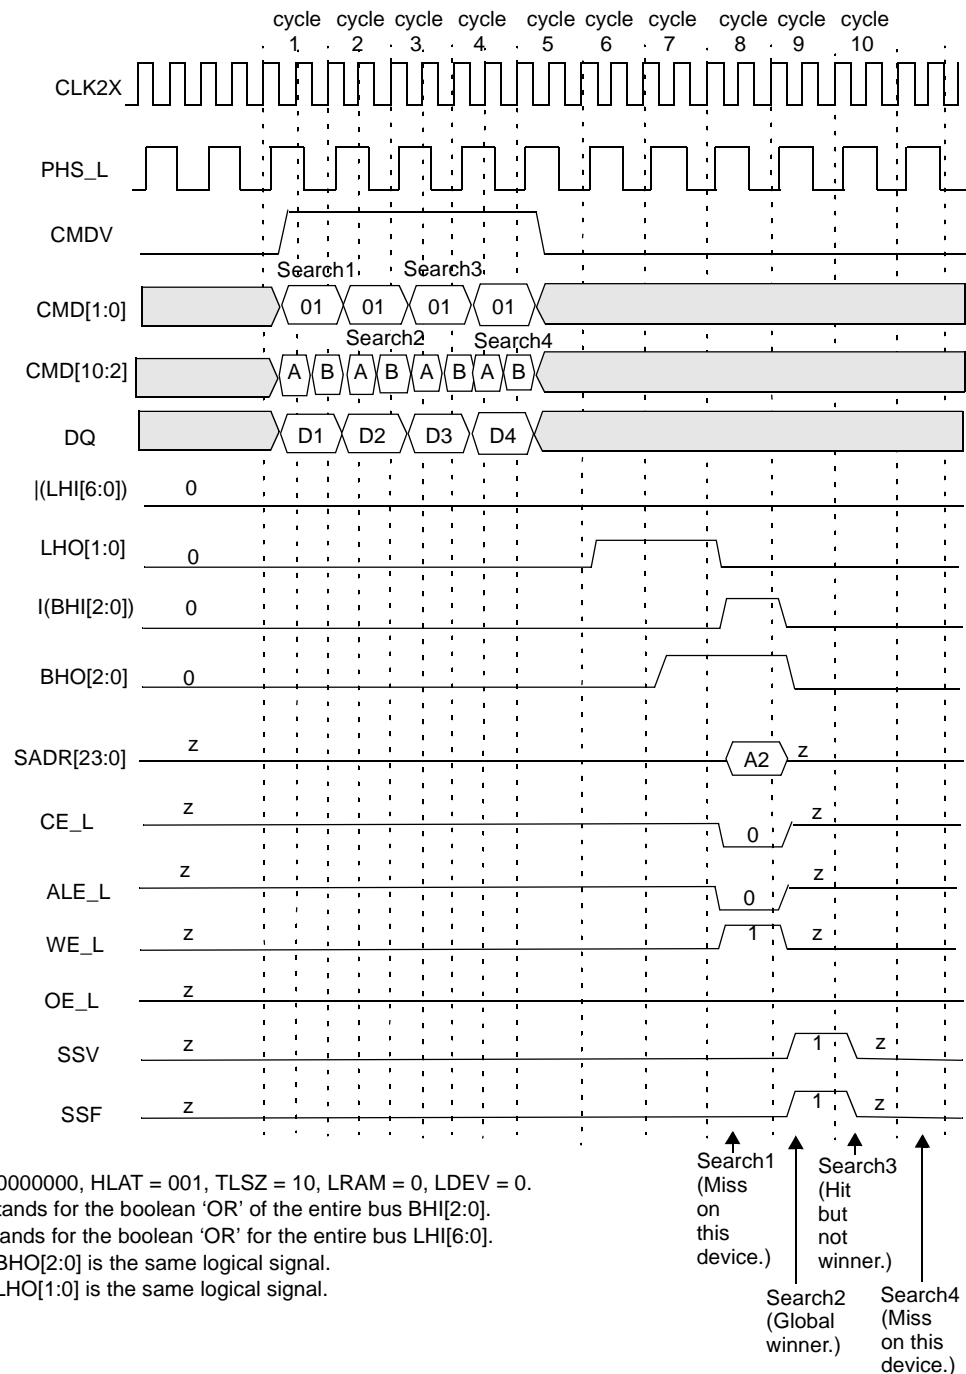 cycle cycle cycle cycle cycle cycle cycle cycle cycle cycle
1 2 3 4 5 6 7 8 9 10
CLK2X
PHS_L
CMDV
Search1 Search3
CMD[1:0] 01 01 01 01
Search2 Search4
CMD[10:2] A B A B A B A B
DQ D1 D2 D3 D4
|(LHI[6:0]) 0
LHO[1:0] 0
I(BHI[2:0]) 0
BHO[2:0] 0
SADR[23:0] z A2 z
CE_L z 0 z
ALE_L z 0 z
WE_L z 1 z
OE_L z
SSV z 1 z
SSF z 1 z
Search1
(Miss
on
this
device.)
Search3
(Hit
but
not
winner.)
Search2
(Global
winner.)
Search4
(Miss
on this
device.)
0000000, HLAT = 001, TLSZ = 10, LRAM = 0, LDEV = 0.
tands for the boolean ‘OR’ of the entire bus BHI[2:0].
ands for the boolean ‘OR’ for the entire bus LHI[6:0].
BHO[2:0] is the same logical signal.
LHO[1:0] is the same logical signal.